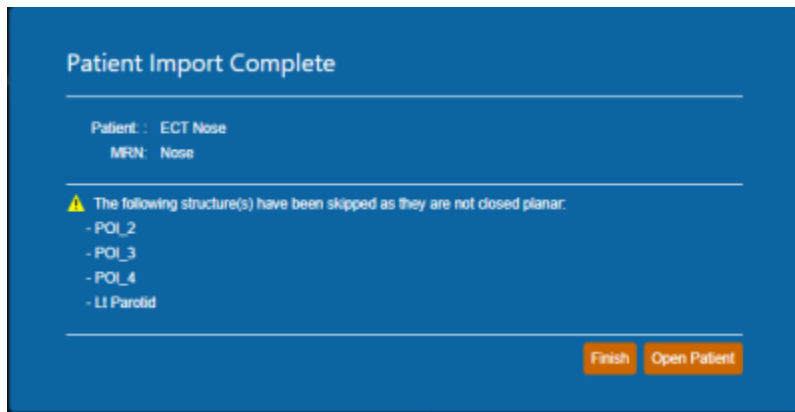 Patient Import Complete
Patient: : ECT Nose
MRN: Nose
The following structure(s) have been skipped as they are not closed planar:
- POI_2
- POI_3
- POI_4
- Lt Parotid
Finish Open Patient